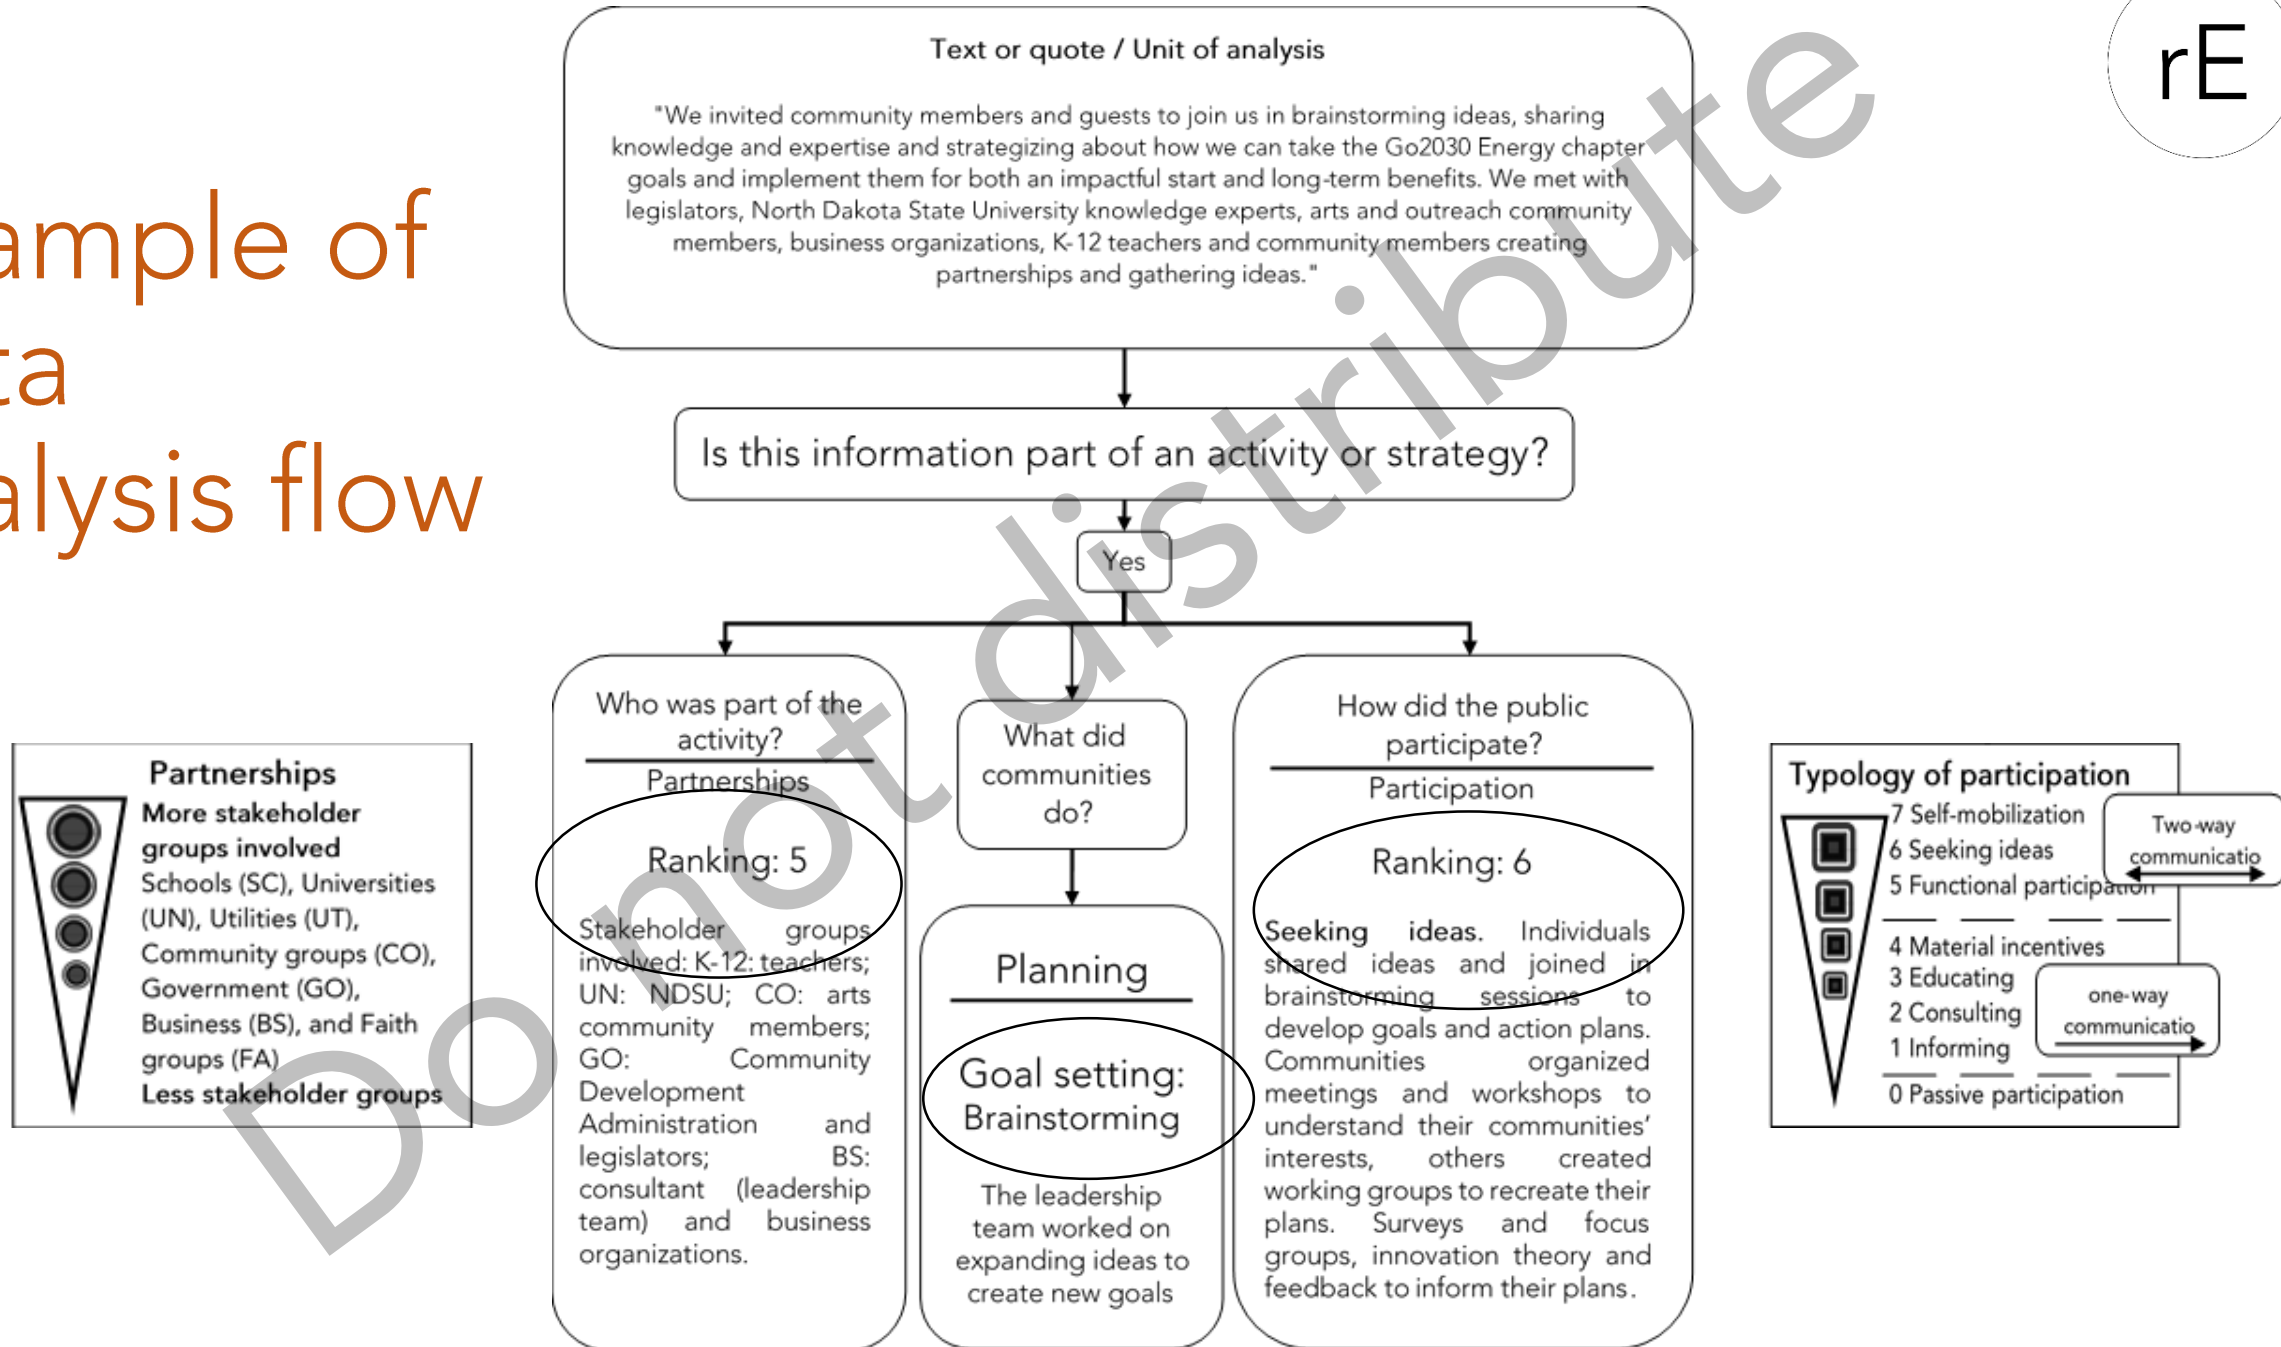 rE
ample of
ta
alysis flow
Text or quote / Unit of analysis
"We invited community members and guests to join us in brainstorming ideas, sharing
knowledge and expertise and strategizing about how we can take the Go2030 Energy chapter
goals and implement them for both an impactful start and long-term benefits. We met with
legislators, North Dakota State University knowledge experts, arts and outreach community
members, business organizations, K-12 teachers and community members creating
partnerships and gathering ideas."
Is this information part of an activity or strategy?
Yes
Who was part of the
activity?
Partnerships
Ranking: 5
Stakeholder groups
involved: K-12: teachers;
UN: NDSU; CO: arts
community members;
GO: Community
Development
Administration and
legislators; BS:
consultant (leadership
team) and business
organizations.
What did
communities
do?
Planning
Goal setting:
Brainstorming
The leadership
team worked on
expanding ideas to
create new goals
How did the public
participate?
Participation
Ranking: 6
Seeking ideas. Individuals
shared ideas and joined in
brainstorming sessions to
develop goals and action plans.
Communities organized
meetings and workshops to
understand their communities'
interests, others created
working groups to recreate their
plans. Surveys and focus
groups, innovation theory and
feedback to inform their plans.
Partnerships
More stakeholder
groups involved
Schools (SC), Universities
(UN), Utilities (UT),
Community groups (CO),
Government (GO),
Business (BS), and Faith
groups (FA)
Less stakeholder groups
Typology of participation
7 Self-mobilization
6 Seeking ideas
5 Functional participation
4 Material incentives
3 Educating
2 Consulting
1 Informing
0 Passive participation
Two-way
communicatio
one-way
communicatio
Do not distribute